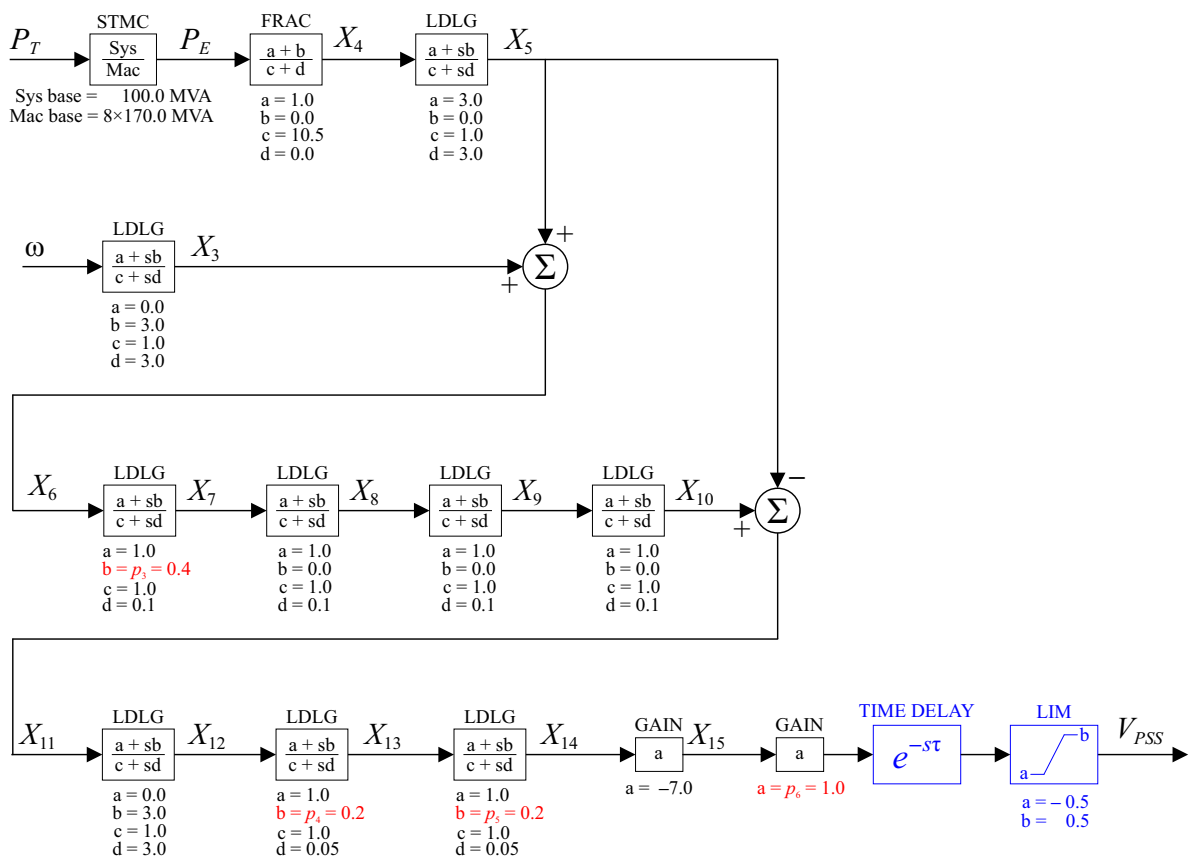 STMC FRAC LDLG
P_T Sys/Mac P_E a + b/c + d X_4 a + sb/c + sd X_5
Sys base = 100.0 MVA
Mac base = 8×170.0 MVA
a = 1.0
b = 0.0
c = 10.5
d = 0.0
a = 3.0
b = 0.0
c = 1.0
d = 3.0
LDLG
ω a + sb/c + sd X_3 + + Σ
a = 0.0
b = 3.0
c = 1.0
d = 3.0
LDLG LDLG LDLG LDLG
X_6 a + sb/c + sd X_7 a + sb/c + sd X_8 a + sb/c + sd X_9 a + sb/c + sd X_10 + − Σ
a = 1.0
b = p_3 = 0.4
c = 1.0
d = 0.1
a = 1.0
b = 0.0
c = 1.0
d = 0.1
a = 1.0
b = 0.0
c = 1.0
d = 0.1
a = 1.0
b = 0.0
c = 1.0
d = 0.1
LDLG LDLG LDLG GAIN GAIN TIME DELAY LIM
X_11 a + sb/c + sd X_12 a + sb/c + sd X_13 a + sb/c + sd X_14 a X_15 a e^−sτ a b V_PSS
a = 0.0
b = 3.0
c = 1.0
d = 3.0
a = 1.0
b = p_4 = 0.2
c = 1.0
d = 0.05
a = 1.0
b = p_5 = 0.2
c = 1.0
d = 0.05
a = −7.0
a = p_6 = 1.0
a = − 0.5
b = 0.5